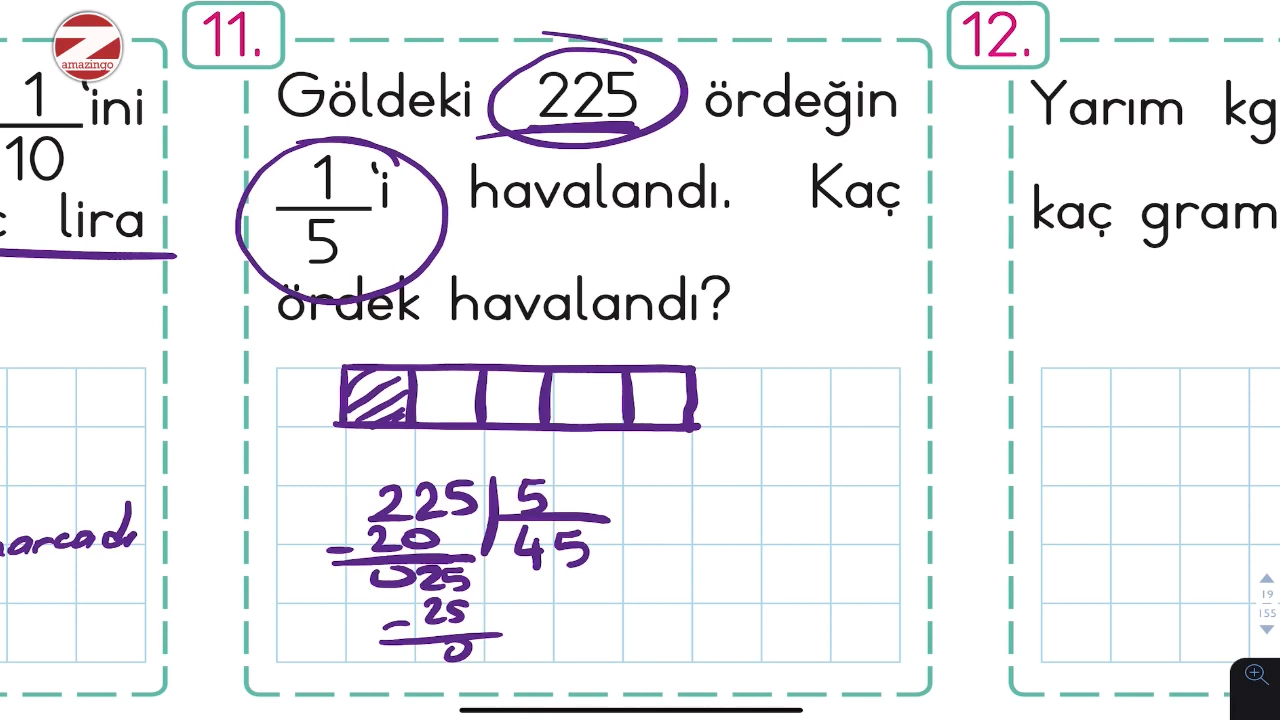 amazingo
1
10
'ini
lira
11.
Göldeki 225 ördeğin
1
5
'i havalandı. Kaç
ördek havalandı?
225 5
- 20 45
025
- 25
0
12.
Yarım kg
kaç gram
19
155